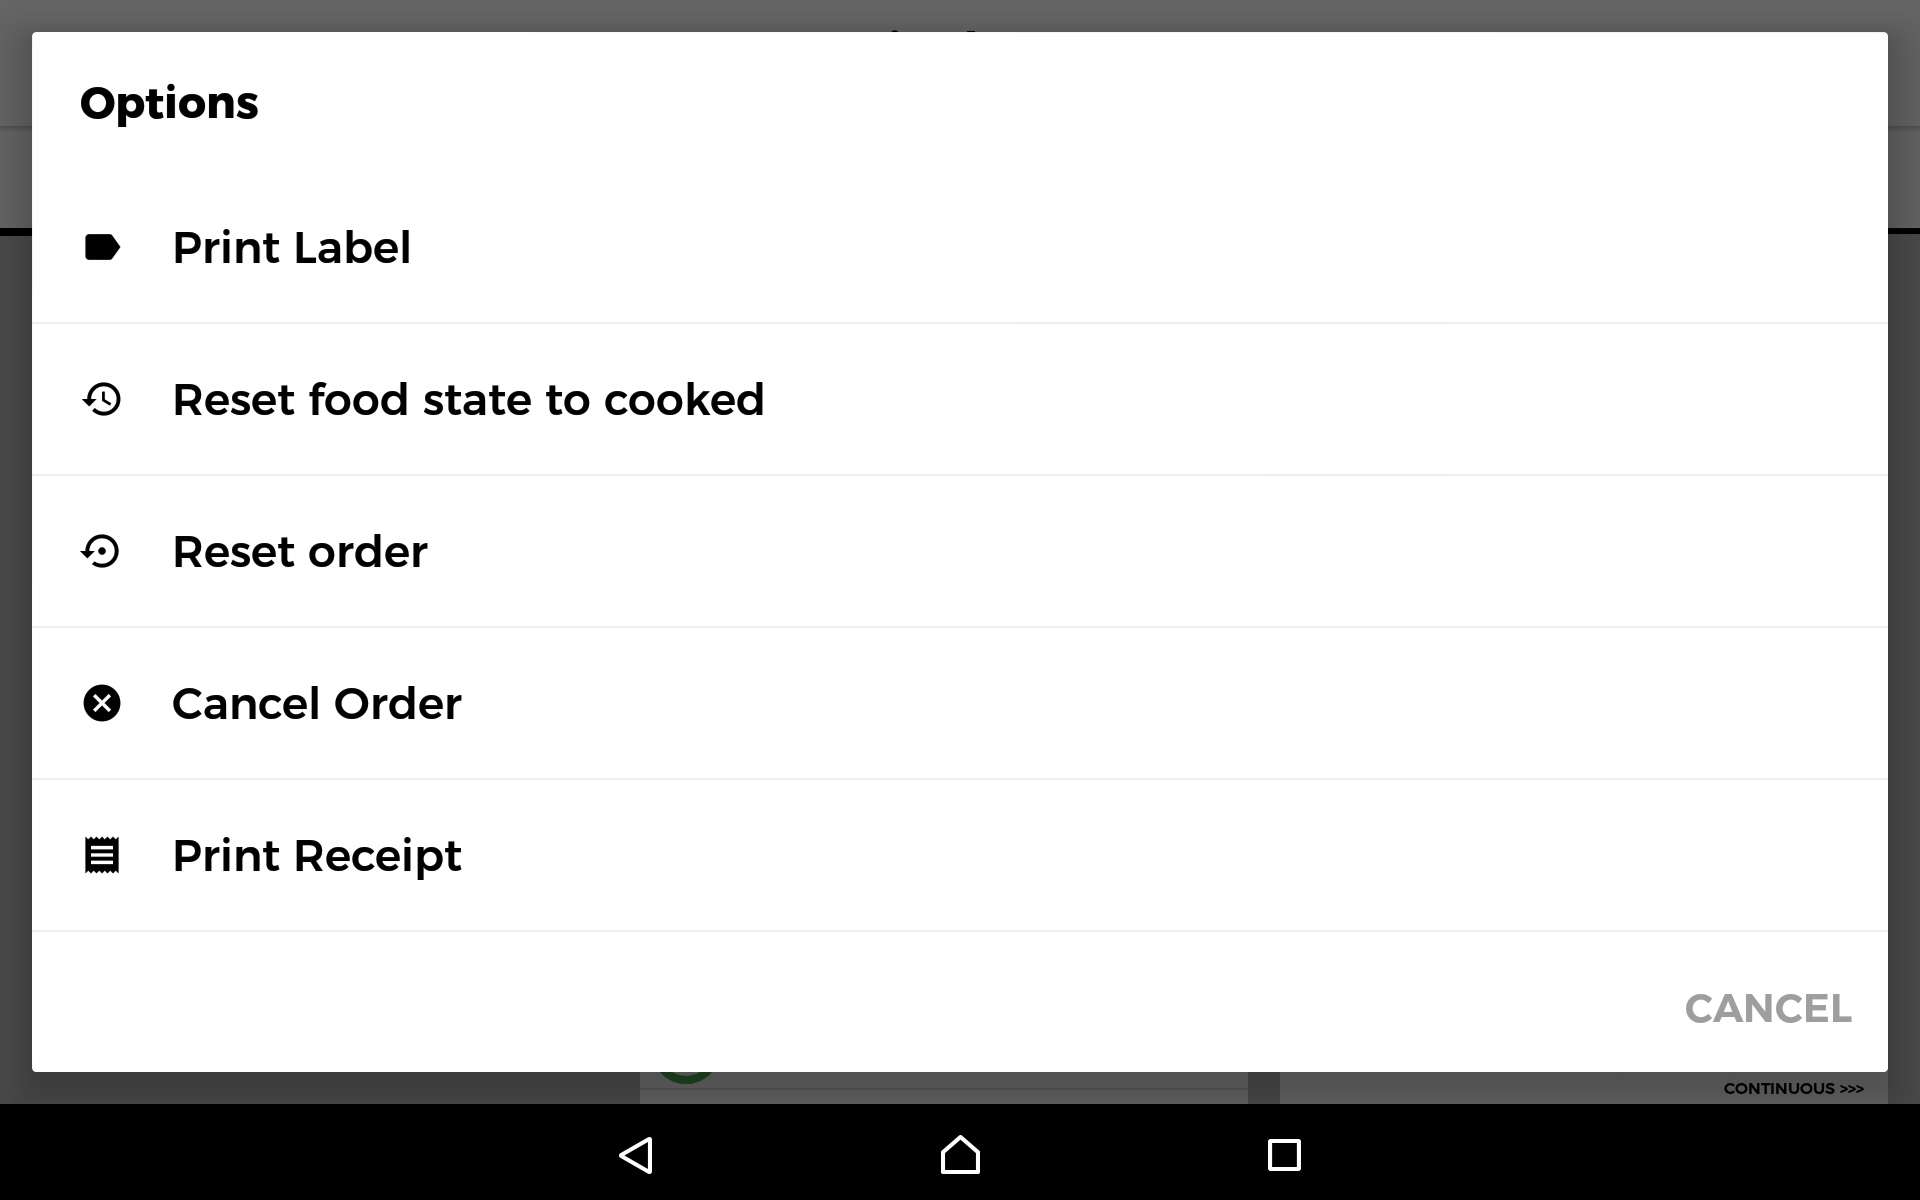 Options
Print Label
Reset food state to cooked
Reset order
Cancel Order
Print Receipt
CANCEL
CONTINUOUS >>>